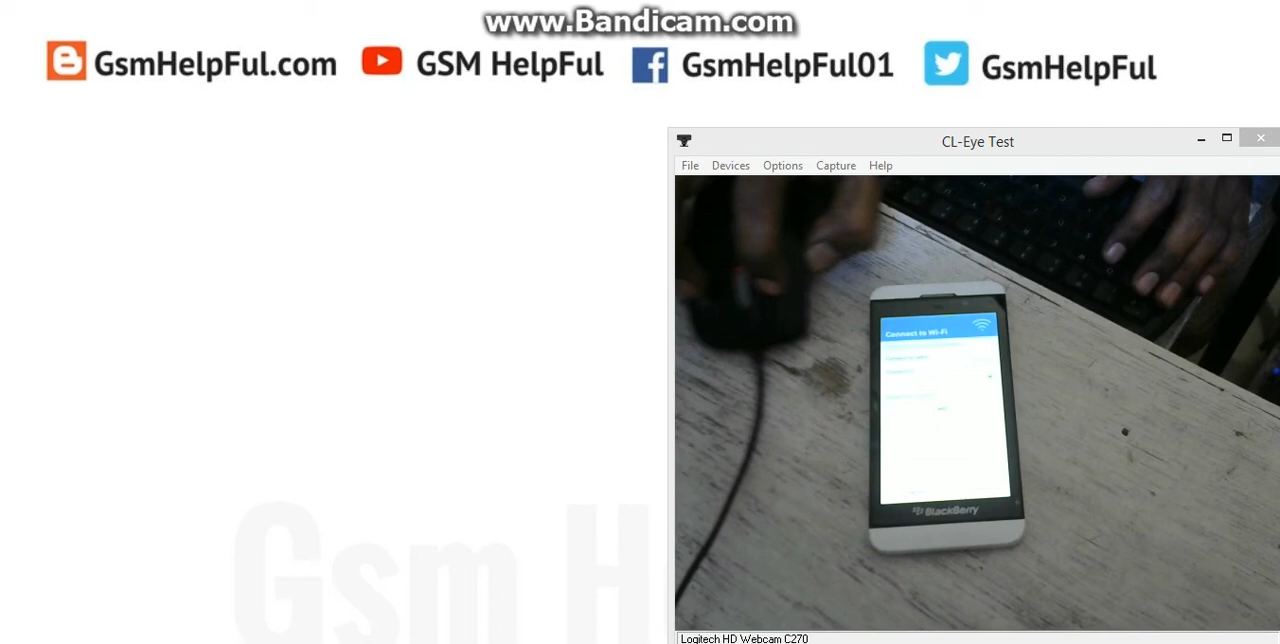 www.Bandicam.com
GsmHelpFul.com GSM HelpFul GsmHelpFul01 GsmHelpFul
CL-Eye Test
File Devices Options Capture Help
Connect to Wi-Fi
BlackBerry
Gsm H
Logitech HD Webcam C270